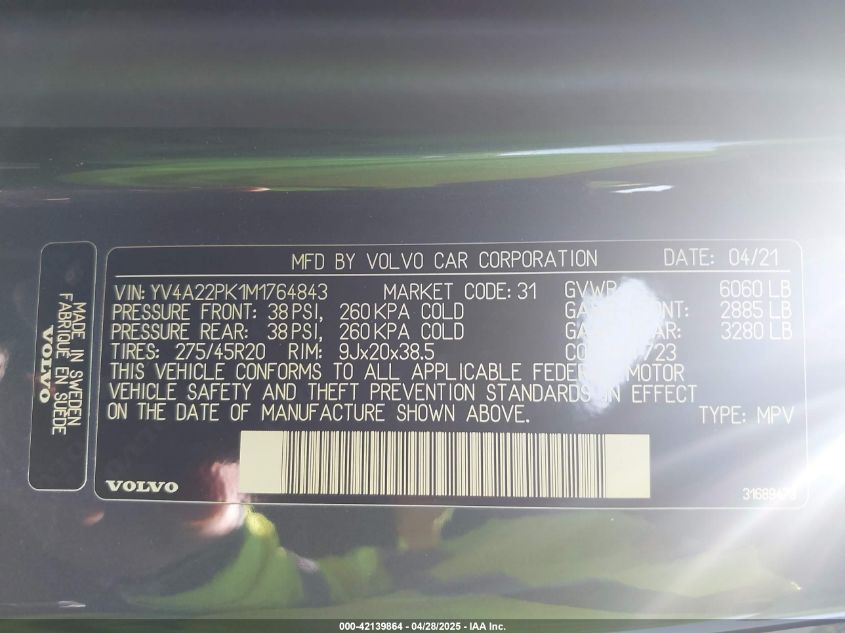 MADE IN SWEDEN
FABRIQUE EN SUÈDE
VOLVO
MFD BY VOLVO CAR CORPORATION DATE: 04/21
VIN: YV4A22PK1M1764843 MARKET CODE: 31 GVWR 6060 LB
PRESSURE FRONT: 38 PSI, 260 KPA COLD 2885 LB
PRESSURE REAR: 38 PSI, 260 KPA COLD 3280 LB
TIRES: 275/45R20 RIM: 9Jx20x38.5
THIS VEHICLE CONFORMS TO ALL APPLICABLE FEDERAL MOTOR
VEHICLE SAFETY AND THEFT PREVENTION STANDARDS IN EFFECT
ON THE DATE OF MANUFACTURE SHOWN ABOVE. TYPE: MPV
VOLVO
000-42139864 - 04/28/2025 - IAA Inc.